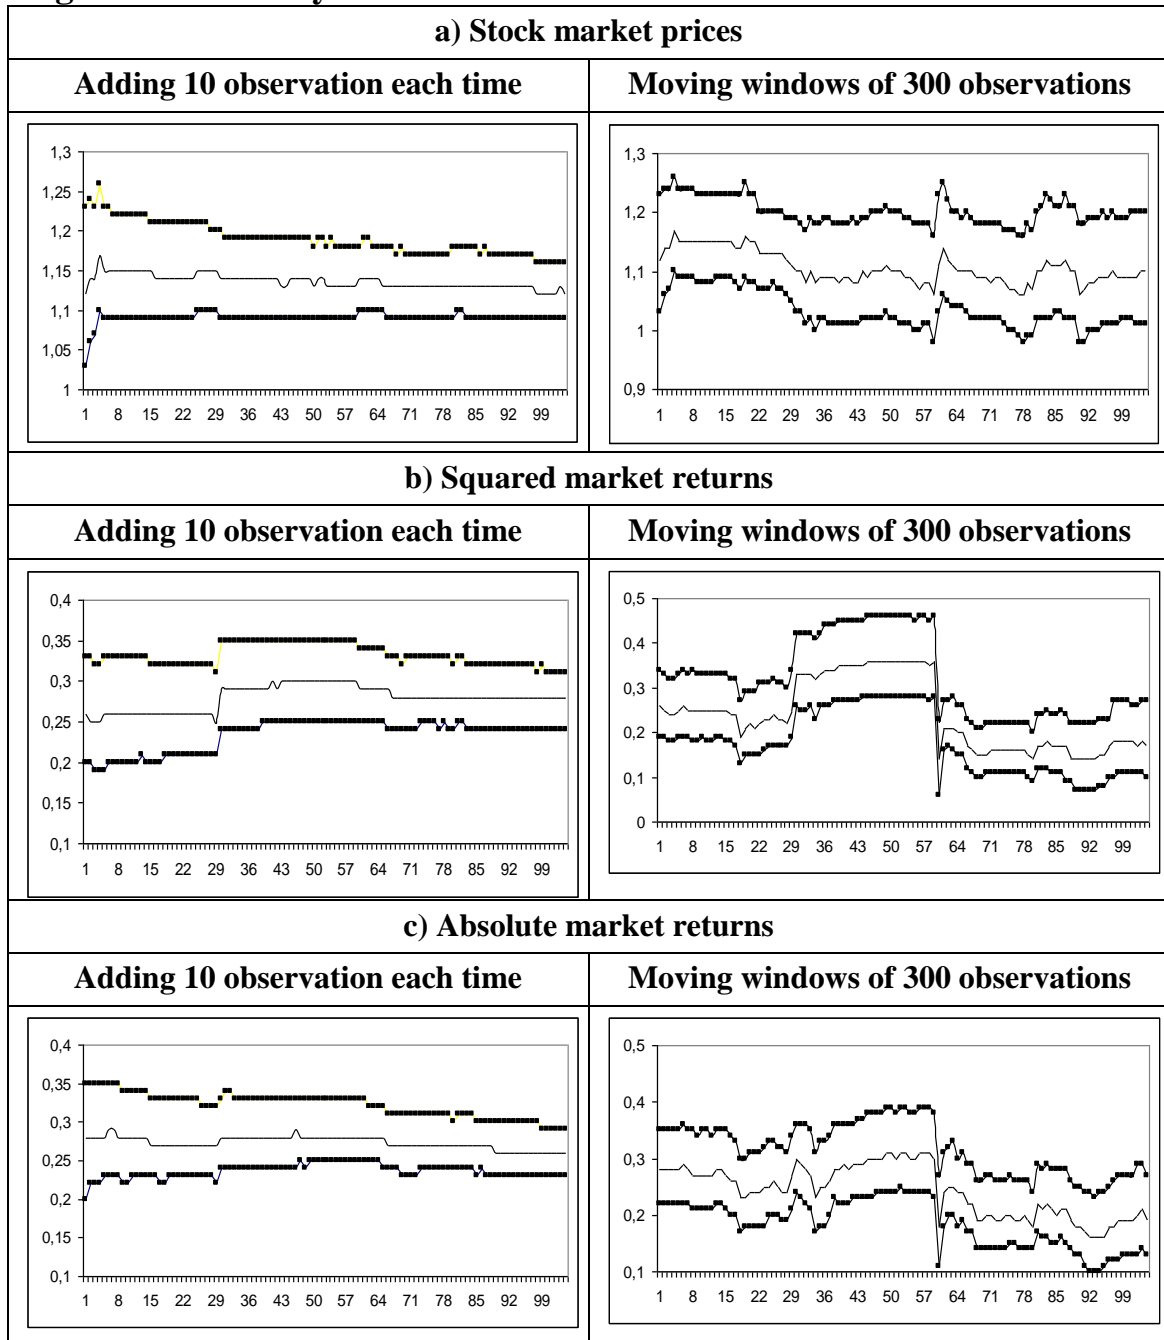 a) Stock market prices
Adding 10 observation each time
Moving windows of 300 observations
1,3
1,25
1,2
1,15
1,1
1,05
1
1 8 15 22 29 36 43 50 57 64 71 78 85 92 99
1,3
1,2
1,1
1
0,9
1 8 15 22 29 36 43 50 57 64 71 78 85 92 99
b) Squared market returns
Adding 10 observation each time
Moving windows of 300 observations
0,4
0,35
0,3
0,25
0,2
0,15
0,1
1 8 15 22 29 36 43 50 57 64 71 78 85 92 99
0,5
0,4
0,3
0,2
0,1
0
1 8 15 22 29 36 43 50 57 64 71 78 85 92 99
c) Absolute market returns
Adding 10 observation each time
Moving windows of 300 observations
0,4
0,35
0,3
0,25
0,2
0,15
0,1
1 8 15 22 29 36 43 50 57 64 71 78 85 92 99
0,5
0,4
0,3
0,2
0,1
1 8 15 22 29 36 43 50 57 64 71 78 85 92 99